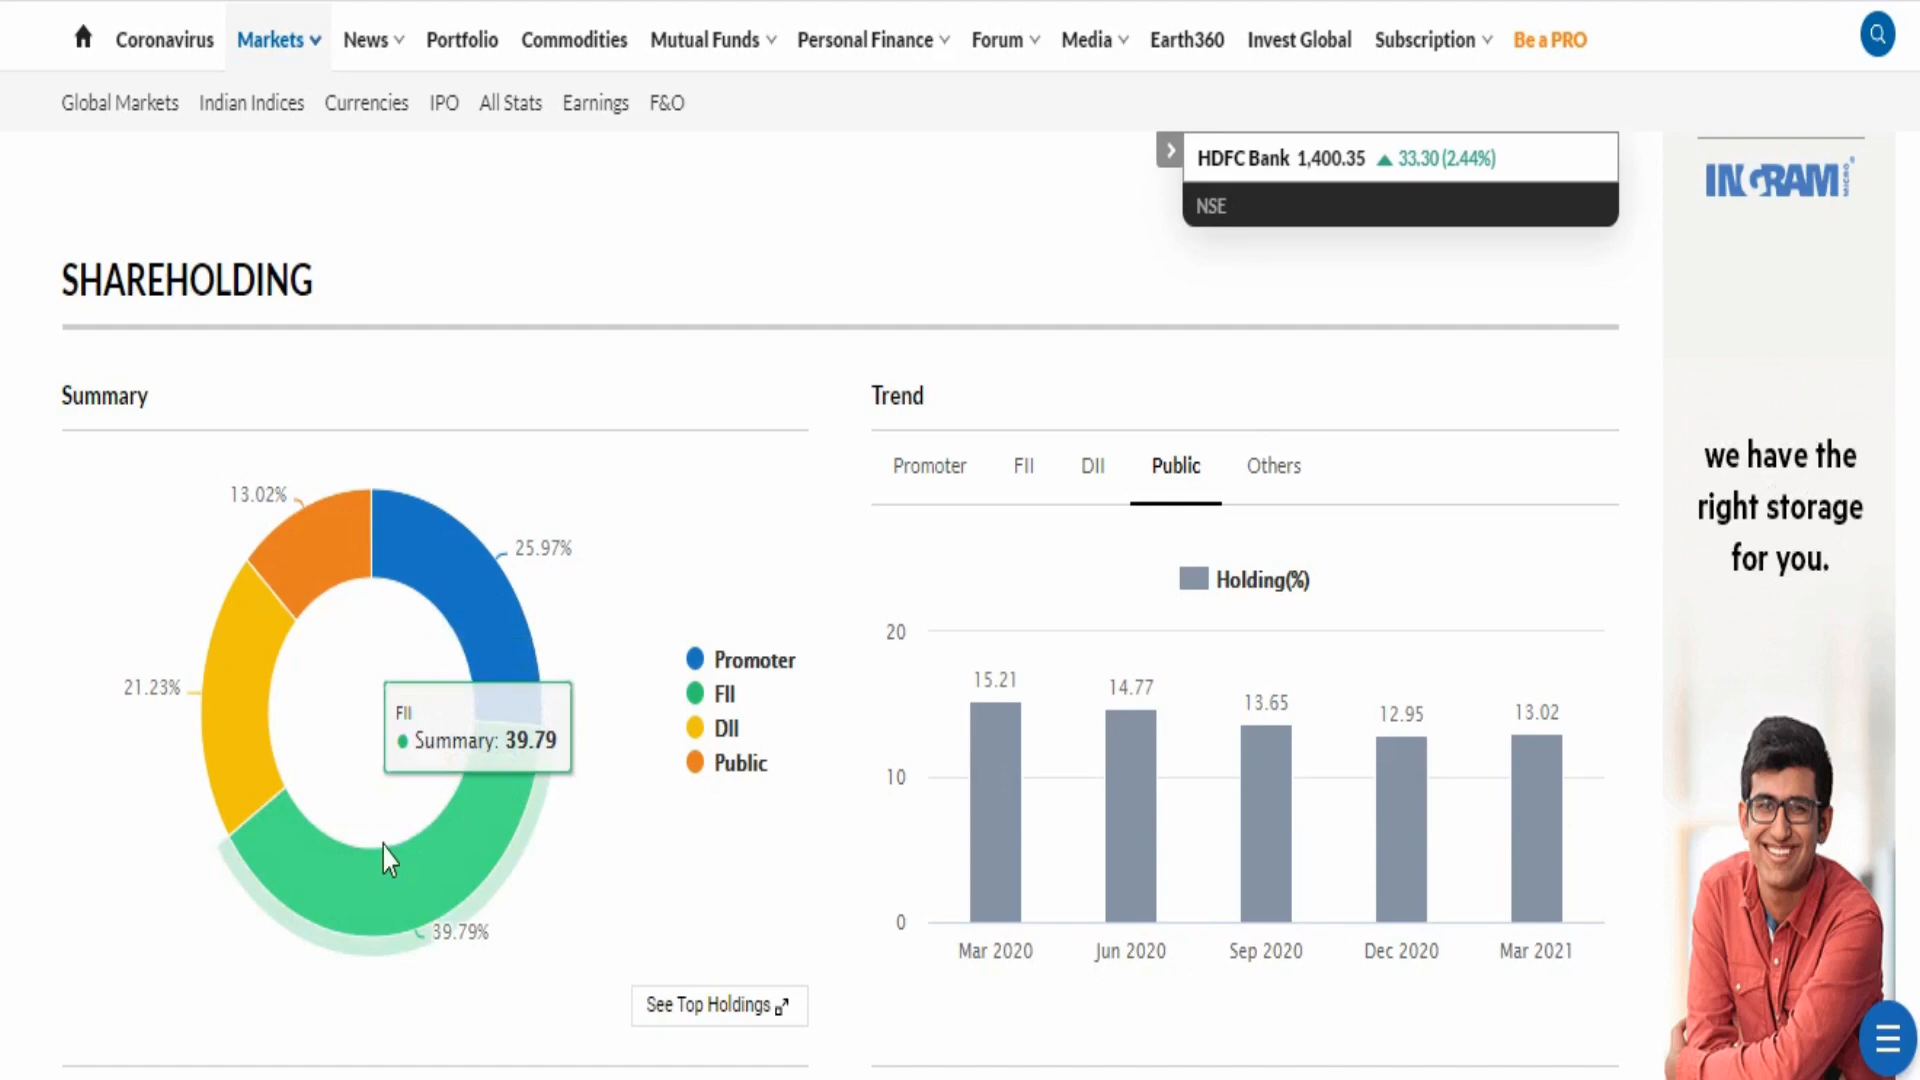 Coronavirus Markets News Portfolio Commodities Mutual Funds Personal Finance Forum Media Earth360 Invest Global Subscription Be a PRO
Global Markets Indian Indices Currencies IPO All Stats Earnings F&O
HDFC Bank 1,400.35 ▲ 33.30 (2.44%)
NSE
INGRAM MICRO
SHAREHOLDING
Summary
13.02%
25.97%
21.23%
FII
Summary: 39.79
39.79%
Promoter
FII
DII
Public
See Top Holdings
Trend
Promoter FII DII Public Others
Holding(%)
20
10
0
15.21 14.77 13.65 12.95 13.02
Mar 2020 Jun 2020 Sep 2020 Dec 2020 Mar 2021
we have the
right storage
for you.